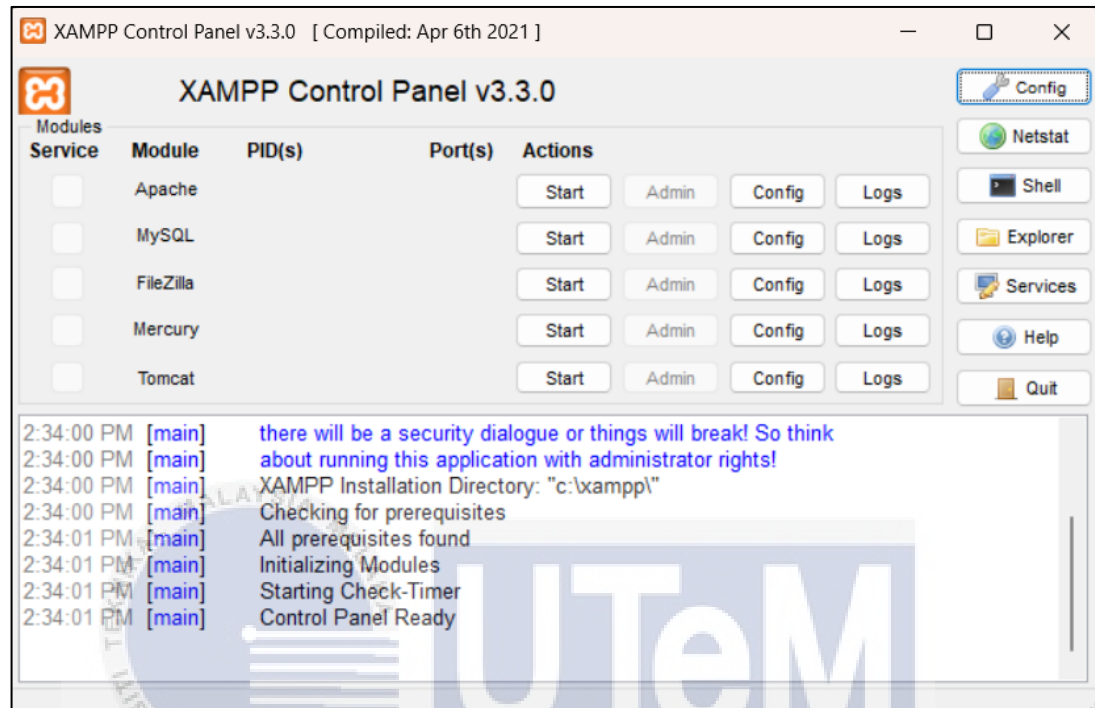 XAMPP Control Panel v3.3.0 [ Compiled: Apr 6th 2021 ]
XAMPP Control Panel v3.3.0
Config
Modules
Service Module PID(s) Port(s) Actions
Netstat
Apache Start Admin Config Logs
Shell
MySQL Start Admin Config Logs
Explorer
FileZilla Start Admin Config Logs
Services
Mercury Start Admin Config Logs
Help
Tomcat Start Admin Config Logs
Quit
2:34:00 PM [main] there will be a security dialogue or things will break! So think
2:34:00 PM [main] about running this application with administrator rights!
2:34:00 PM [main] XAMPP Installation Directory: "c:\xampp\"
2:34:00 PM [main] Checking for prerequisites
2:34:01 PM [main] All prerequisites found
2:34:01 PM [main] Initializing Modules
2:34:01 PM [main] Starting Check-Timer
2:34:01 PM [main] Control Panel Ready
UTeM